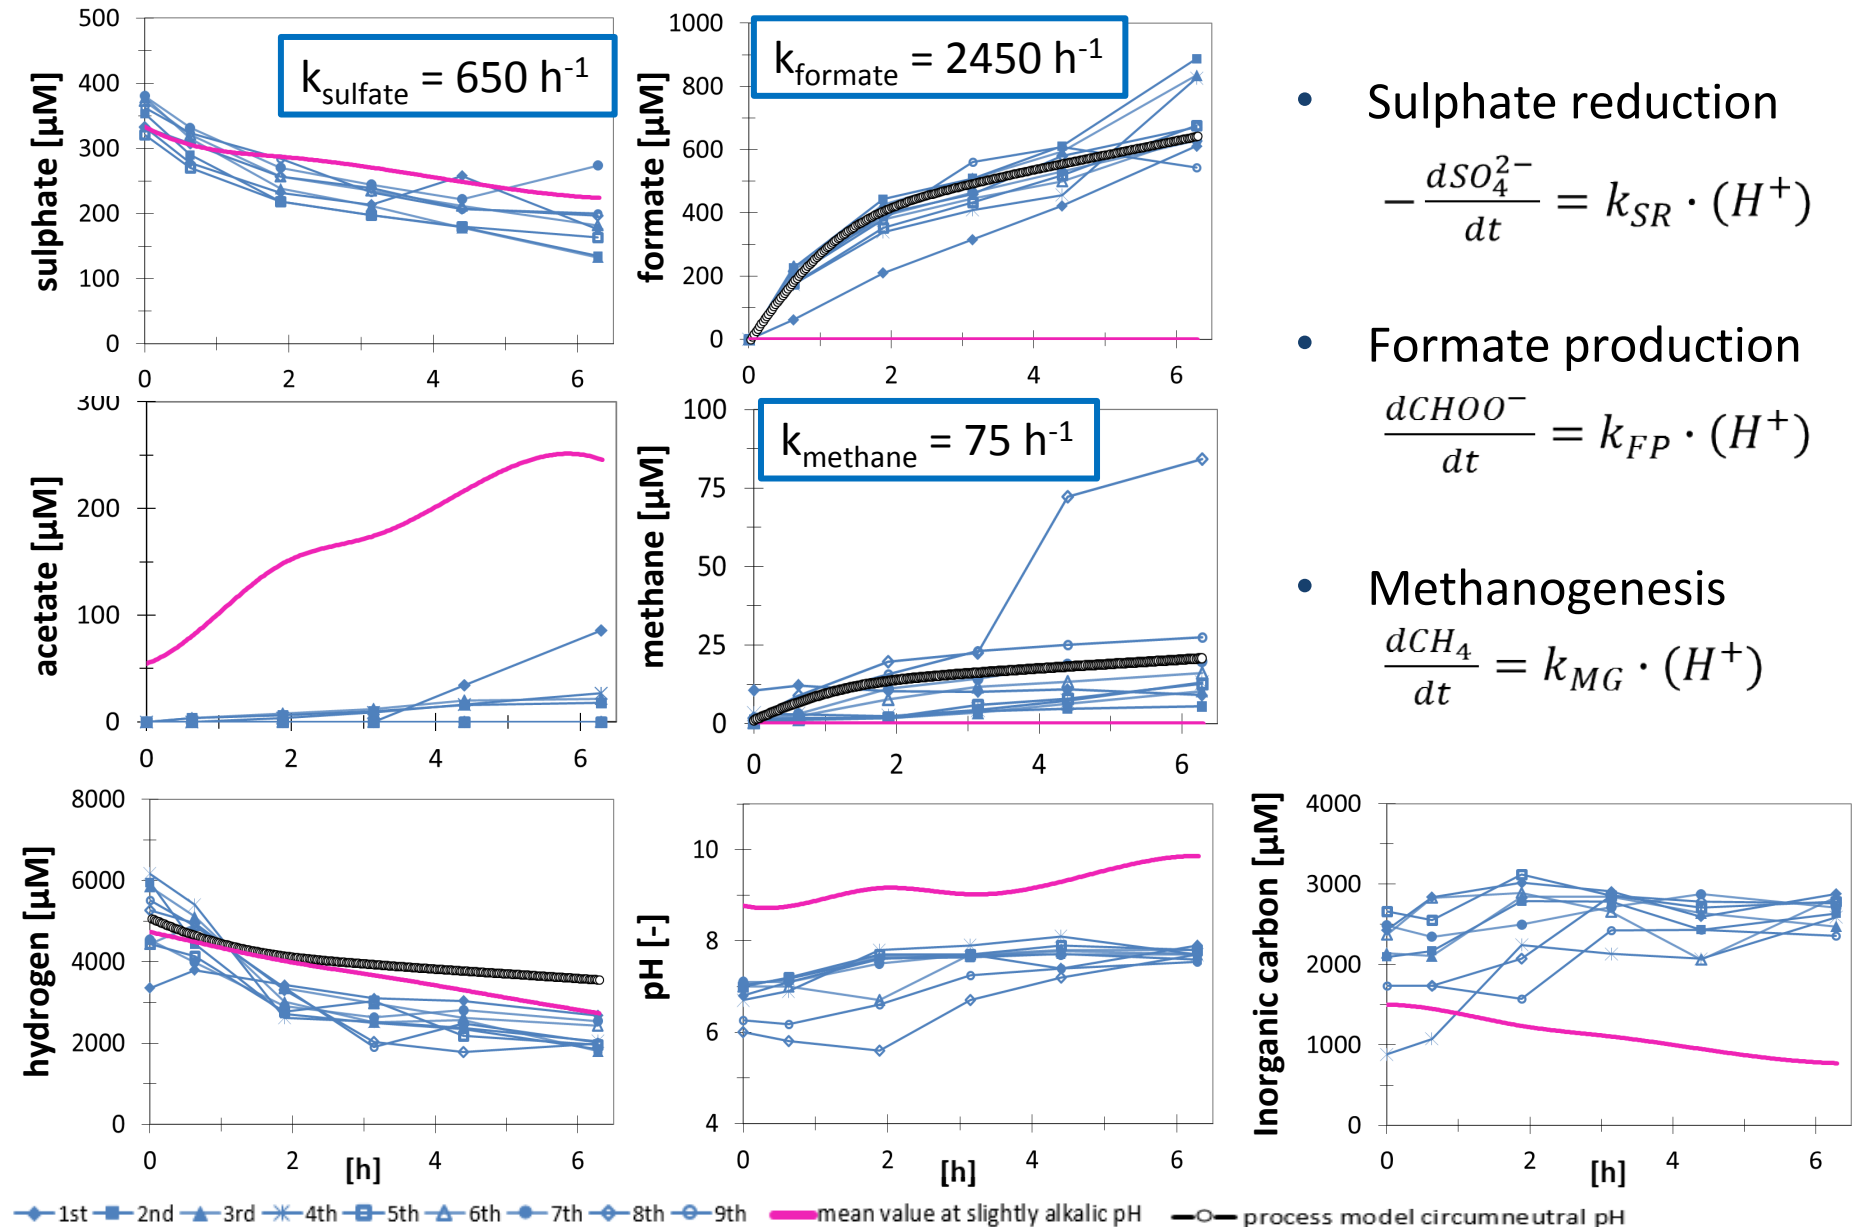 500
400
300
200
100
0
0 2 4 6
sulphate [µM]
k_sulfate = 650 h^-1
1000
800
600
400
200
0
0 2 4 6
formate [µM]
k_formate = 2450 h^-1
• Sulphate reduction
−dSO₄²⁻/dt = k_SR · (H⁺)
• Formate production
dCHOO⁻/dt = k_FP · (H⁺)
• Methanogenesis
dCH₄/dt = k_MG · (H⁺)
300
200
100
0
0 2 4 6
acetate [µM]
100
75
50
25
0
0 2 4 6
methane [µM]
k_methane = 75 h^-1
8000
6000
4000
2000
0
0 2 4 6
hydrogen [µM]
[h]
10
8
6
4
0 2 4 6
pH [-]
[h]
4000
3000
2000
1000
0
0 2 4 6
Inorganic carbon [µM]
[h]
1st 2nd 3rd 4th 5th 6th 7th 8th 9th mean value at slightly alkalic pH process model circumneutral pH